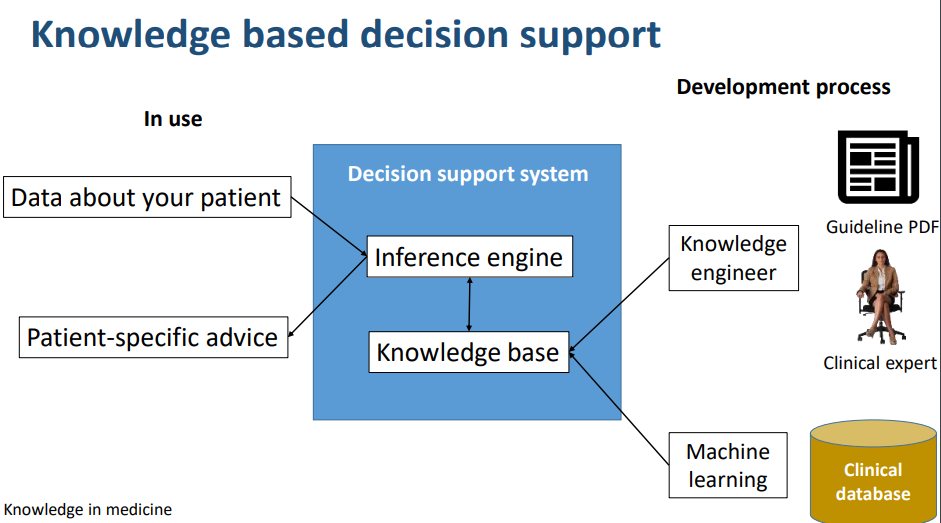 Knowledge based decision support
Development process
In use
Decision support system
Data about your patient
Guideline PDF
Knowledge
engineer
Inference engine
Patient-specific advice
Knowledge base
Clinical expert
Machine
learning
Clinical
database
Knowledge in medicine